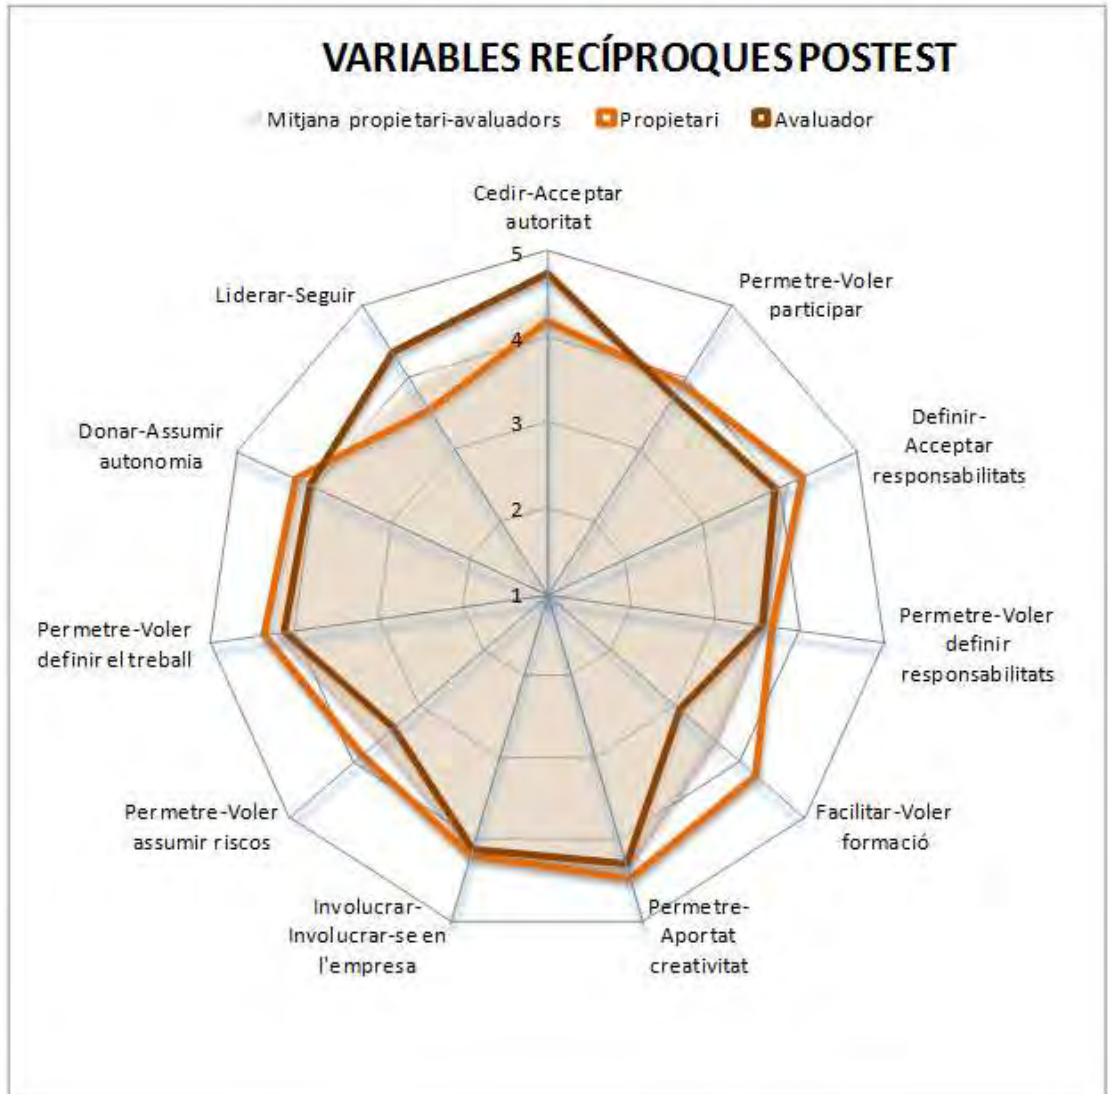 VARIABLES RECÍPROQUES POSTEST
Mitjana propietari-avaluadors Propietari Avaluador
Cedir-Acceptar
autoritat
Permetre-Voler
participar
Definir-
Acceptar
responsabilitats
Permetre-Voler
definir
responsabilitats
Facilitar-Voler
formació
Permetre-
Aportat
creativitat
Involucrar-
Involucrar-se en
l'empresa
Permetre-Voler
assumir riscos
Permetre-Voler
definir el treball
Donar-Assumir
autonomia
Liderar-Seguir
5
4
3
2
1